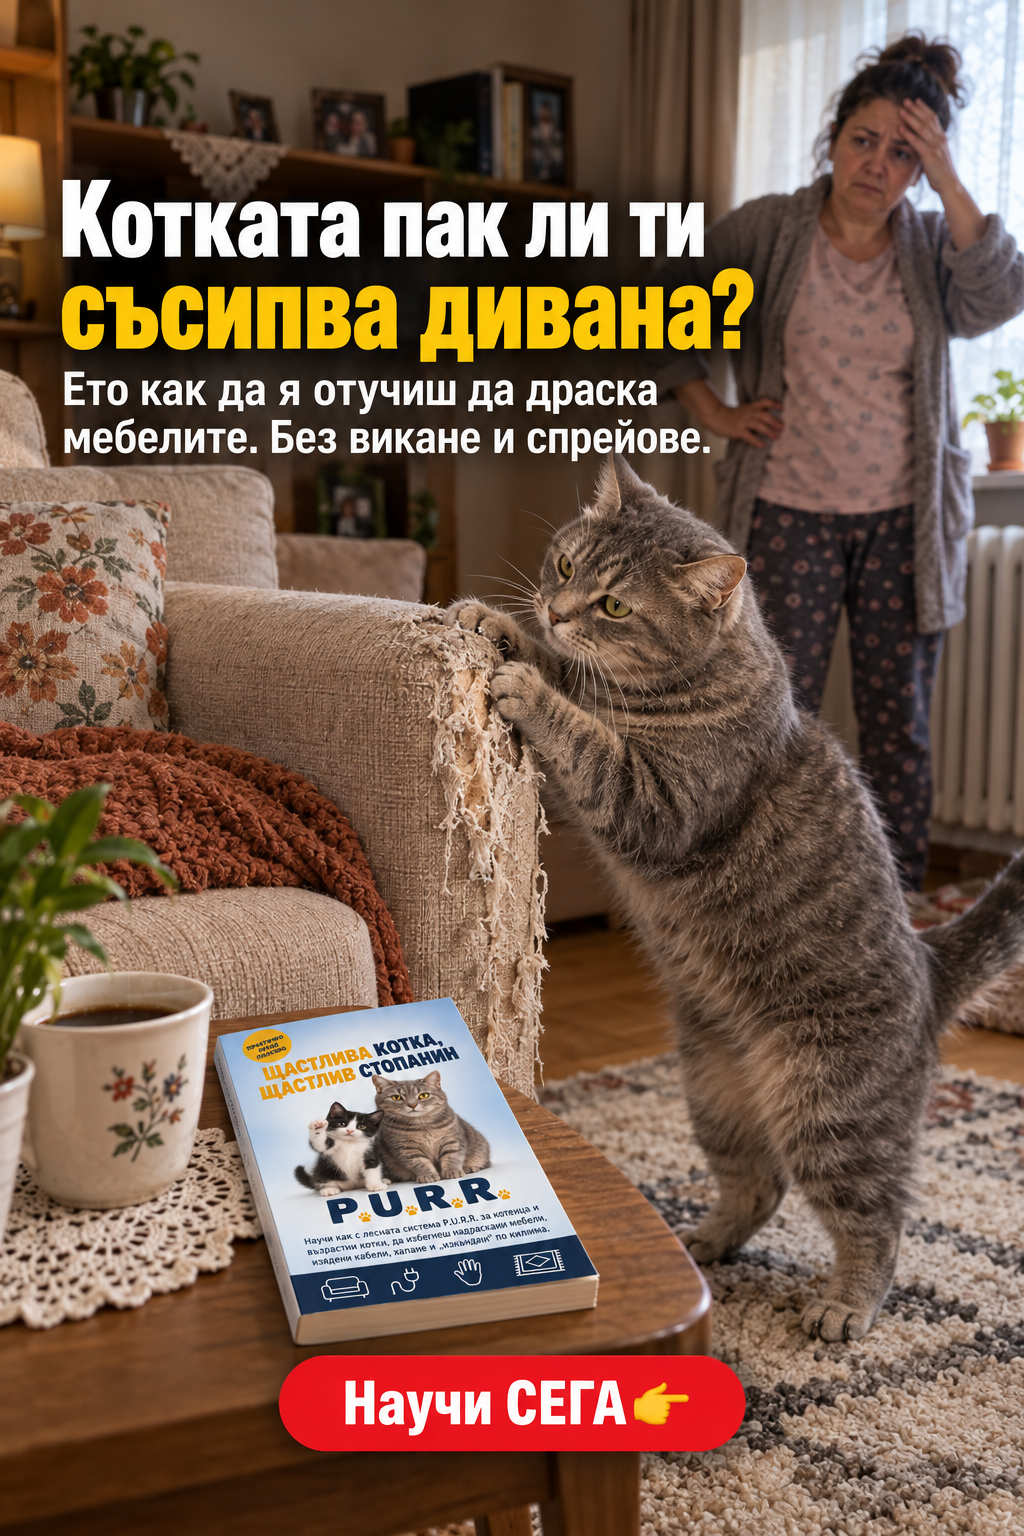 Котката пак ли ти
съсипва дивана?
Ето как да я отучиш да драска
мебелите. Без викане и спрейове.
ЩАСТЛИВА КОТКА,
ЩАСТЛИВ СТОПАНИН
P.U.R.R.
Научи как с лесната система P.U.R.R. за котенца и
възрастни котки, да избегнеш надраскани мебели,
изядени кабели, хапане и по килима.
Научи СЕГА